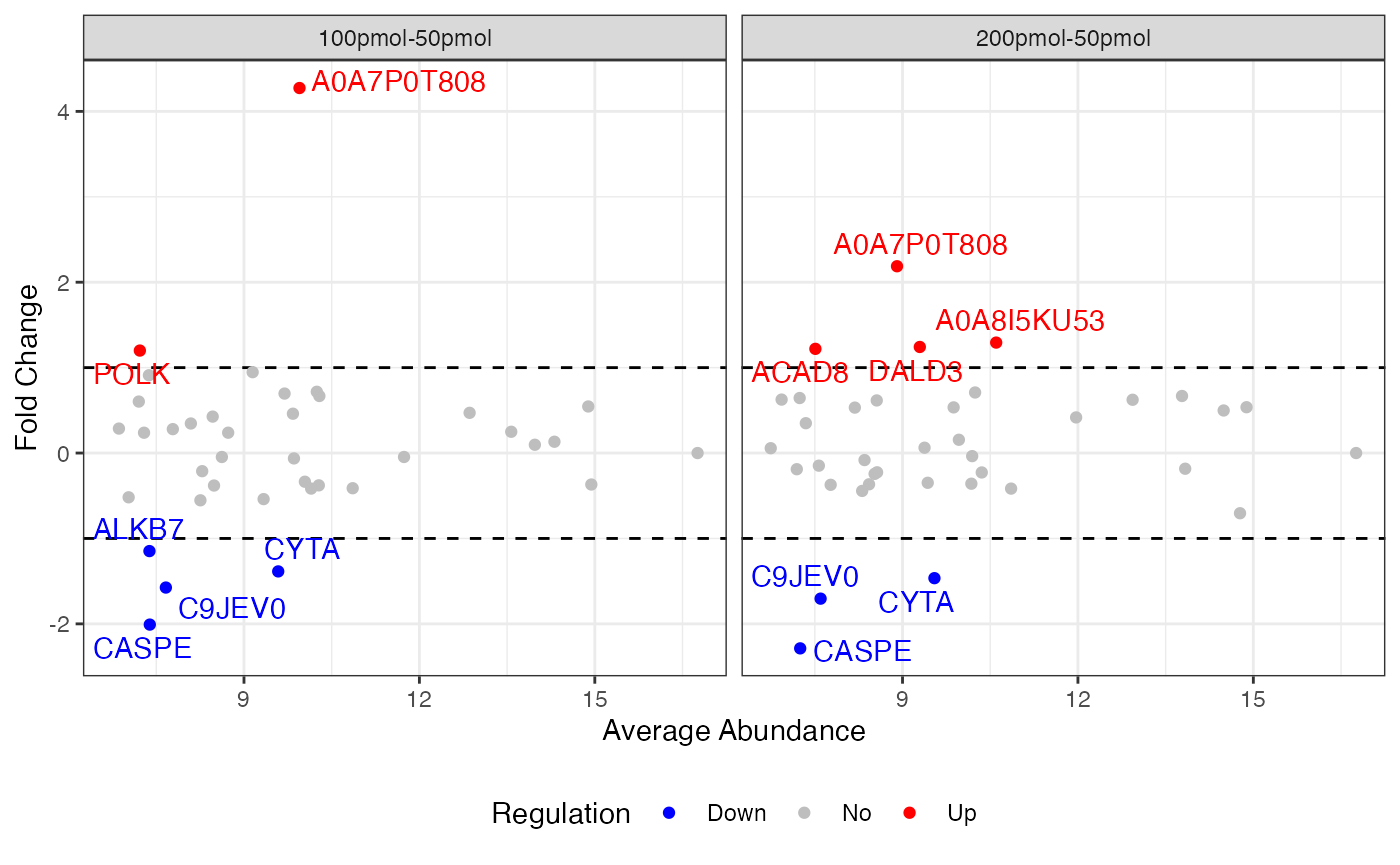 100pmol-50pmol
200pmol-50pmol
Fold Change
4
2
0
-2
A0A7P0T808
POLK
ALKB7
CYTA
C9JEV0
CASPE
A0A7P0T808
A0A8I5KU53
ACAD8
DALD3
C9JEV0
CYTA
CASPE
9
12
15
9
12
15
Average Abundance
Regulation Down No Up